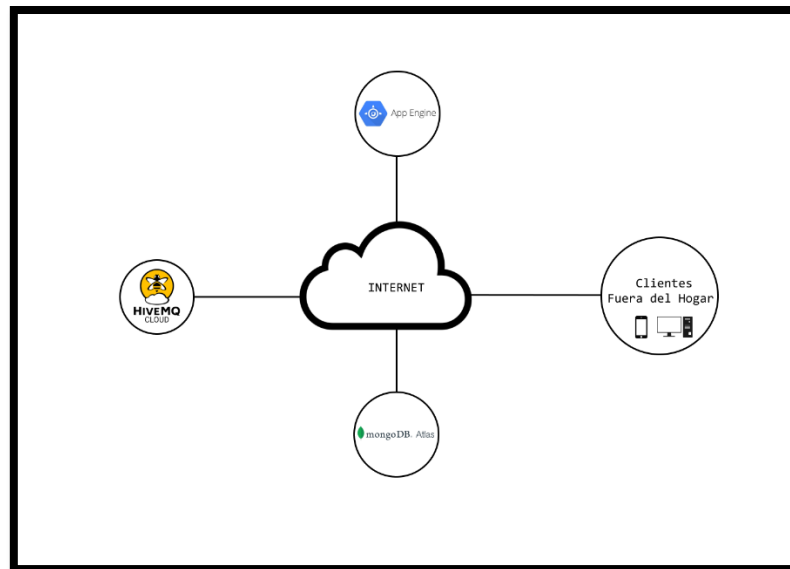 App Engine
INTERNET
HIVEMQ
CLOUD
Clientes
Fuera del Hogar
mongoDB. Atlas